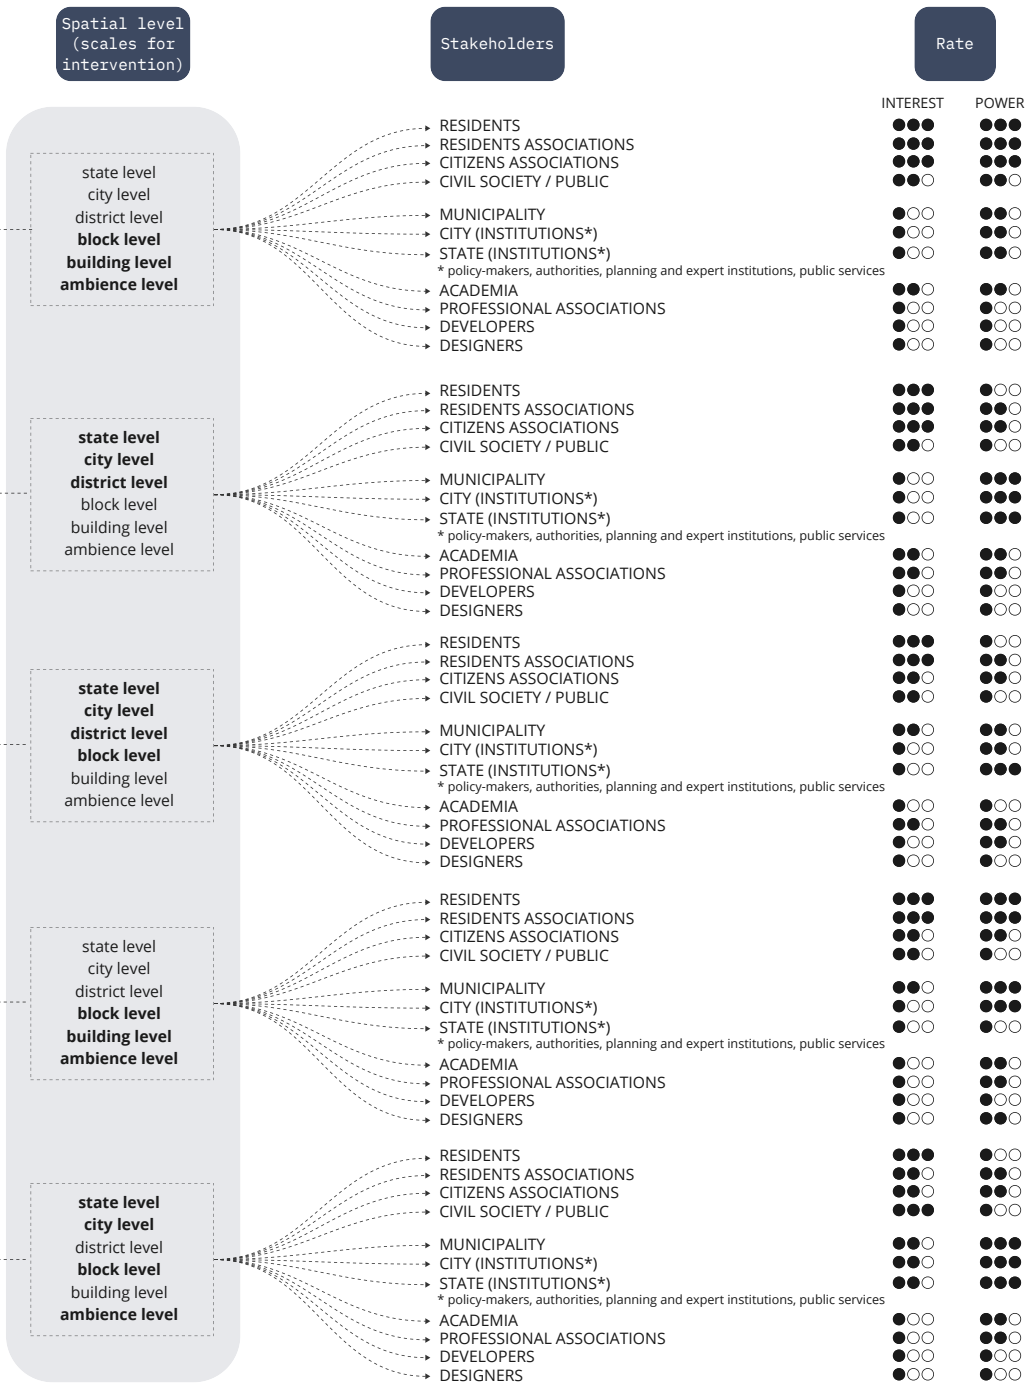 Spatial level
(scales for
intervention)
Stakeholders
Rate
INTEREST POWER
state level
city level
district level
block level
building level
ambience level
RESIDENTS
RESIDENTS ASSOCIATIONS
CITIZENS ASSOCIATIONS
CIVIL SOCIETY / PUBLIC
MUNICIPALITY
CITY (INSTITUTIONS*)
STATE (INSTITUTIONS*)
* policy-makers, authorities, planning and expert institutions, public services
ACADEMIA
PROFESSIONAL ASSOCIATIONS
DEVELOPERS
DESIGNERS
state level
city level
district level
block level
building level
ambience level
RESIDENTS
RESIDENTS ASSOCIATIONS
CITIZENS ASSOCIATIONS
CIVIL SOCIETY / PUBLIC
MUNICIPALITY
CITY (INSTITUTIONS*)
STATE (INSTITUTIONS*)
* policy-makers, authorities, planning and expert institutions, public services
ACADEMIA
PROFESSIONAL ASSOCIATIONS
DEVELOPERS
DESIGNERS
state level
city level
district level
block level
building level
ambience level
RESIDENTS
RESIDENTS ASSOCIATIONS
CITIZENS ASSOCIATIONS
CIVIL SOCIETY / PUBLIC
MUNICIPALITY
CITY (INSTITUTIONS*)
STATE (INSTITUTIONS*)
* policy-makers, authorities, planning and expert institutions, public services
ACADEMIA
PROFESSIONAL ASSOCIATIONS
DEVELOPERS
DESIGNERS
state level
city level
district level
block level
building level
ambience level
RESIDENTS
RESIDENTS ASSOCIATIONS
CITIZENS ASSOCIATIONS
CIVIL SOCIETY / PUBLIC
MUNICIPALITY
CITY (INSTITUTIONS*)
STATE (INSTITUTIONS*)
* policy-makers, authorities, planning and expert institutions, public services
ACADEMIA
PROFESSIONAL ASSOCIATIONS
DEVELOPERS
DESIGNERS
state level
city level
district level
block level
building level
ambience level
RESIDENTS
RESIDENTS ASSOCIATIONS
CITIZENS ASSOCIATIONS
CIVIL SOCIETY / PUBLIC
MUNICIPALITY
CITY (INSTITUTIONS*)
STATE (INSTITUTIONS*)
* policy-makers, authorities, planning and expert institutions, public services
ACADEMIA
PROFESSIONAL ASSOCIATIONS
DEVELOPERS
DESIGNERS